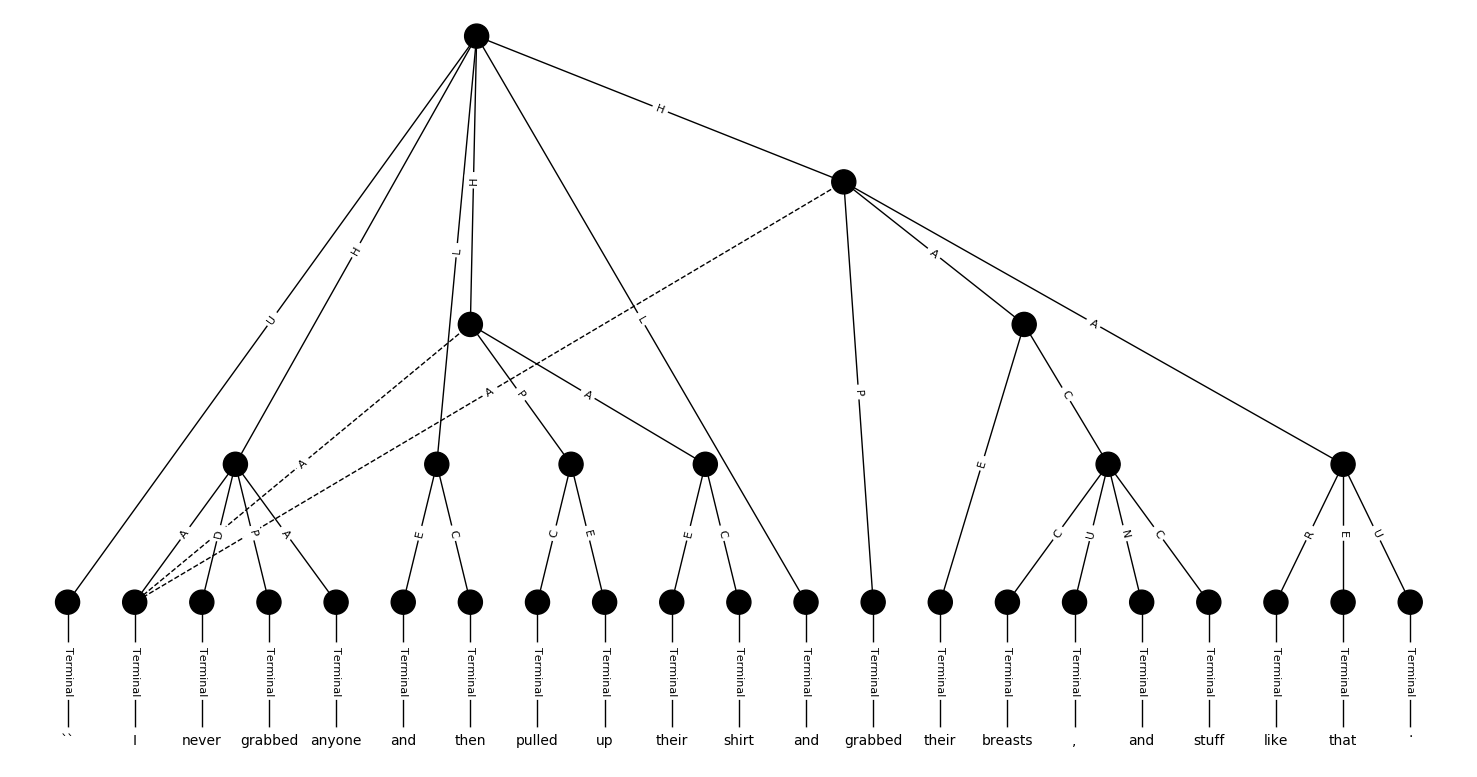 H
H
U
H
L
L
A
A
A
P
A
P
C
A
E
A
D
P
A
E
C
C
E
E
C
C
U
N
C
R
E
U
Terminal Terminal Terminal Terminal Terminal Terminal Terminal Terminal Terminal Terminal Terminal Terminal Terminal Terminal Terminal Terminal Terminal Terminal Terminal Terminal Terminal
`` I never grabbed anyone and then pulled up their shirt and grabbed their breasts , and stuff like that .